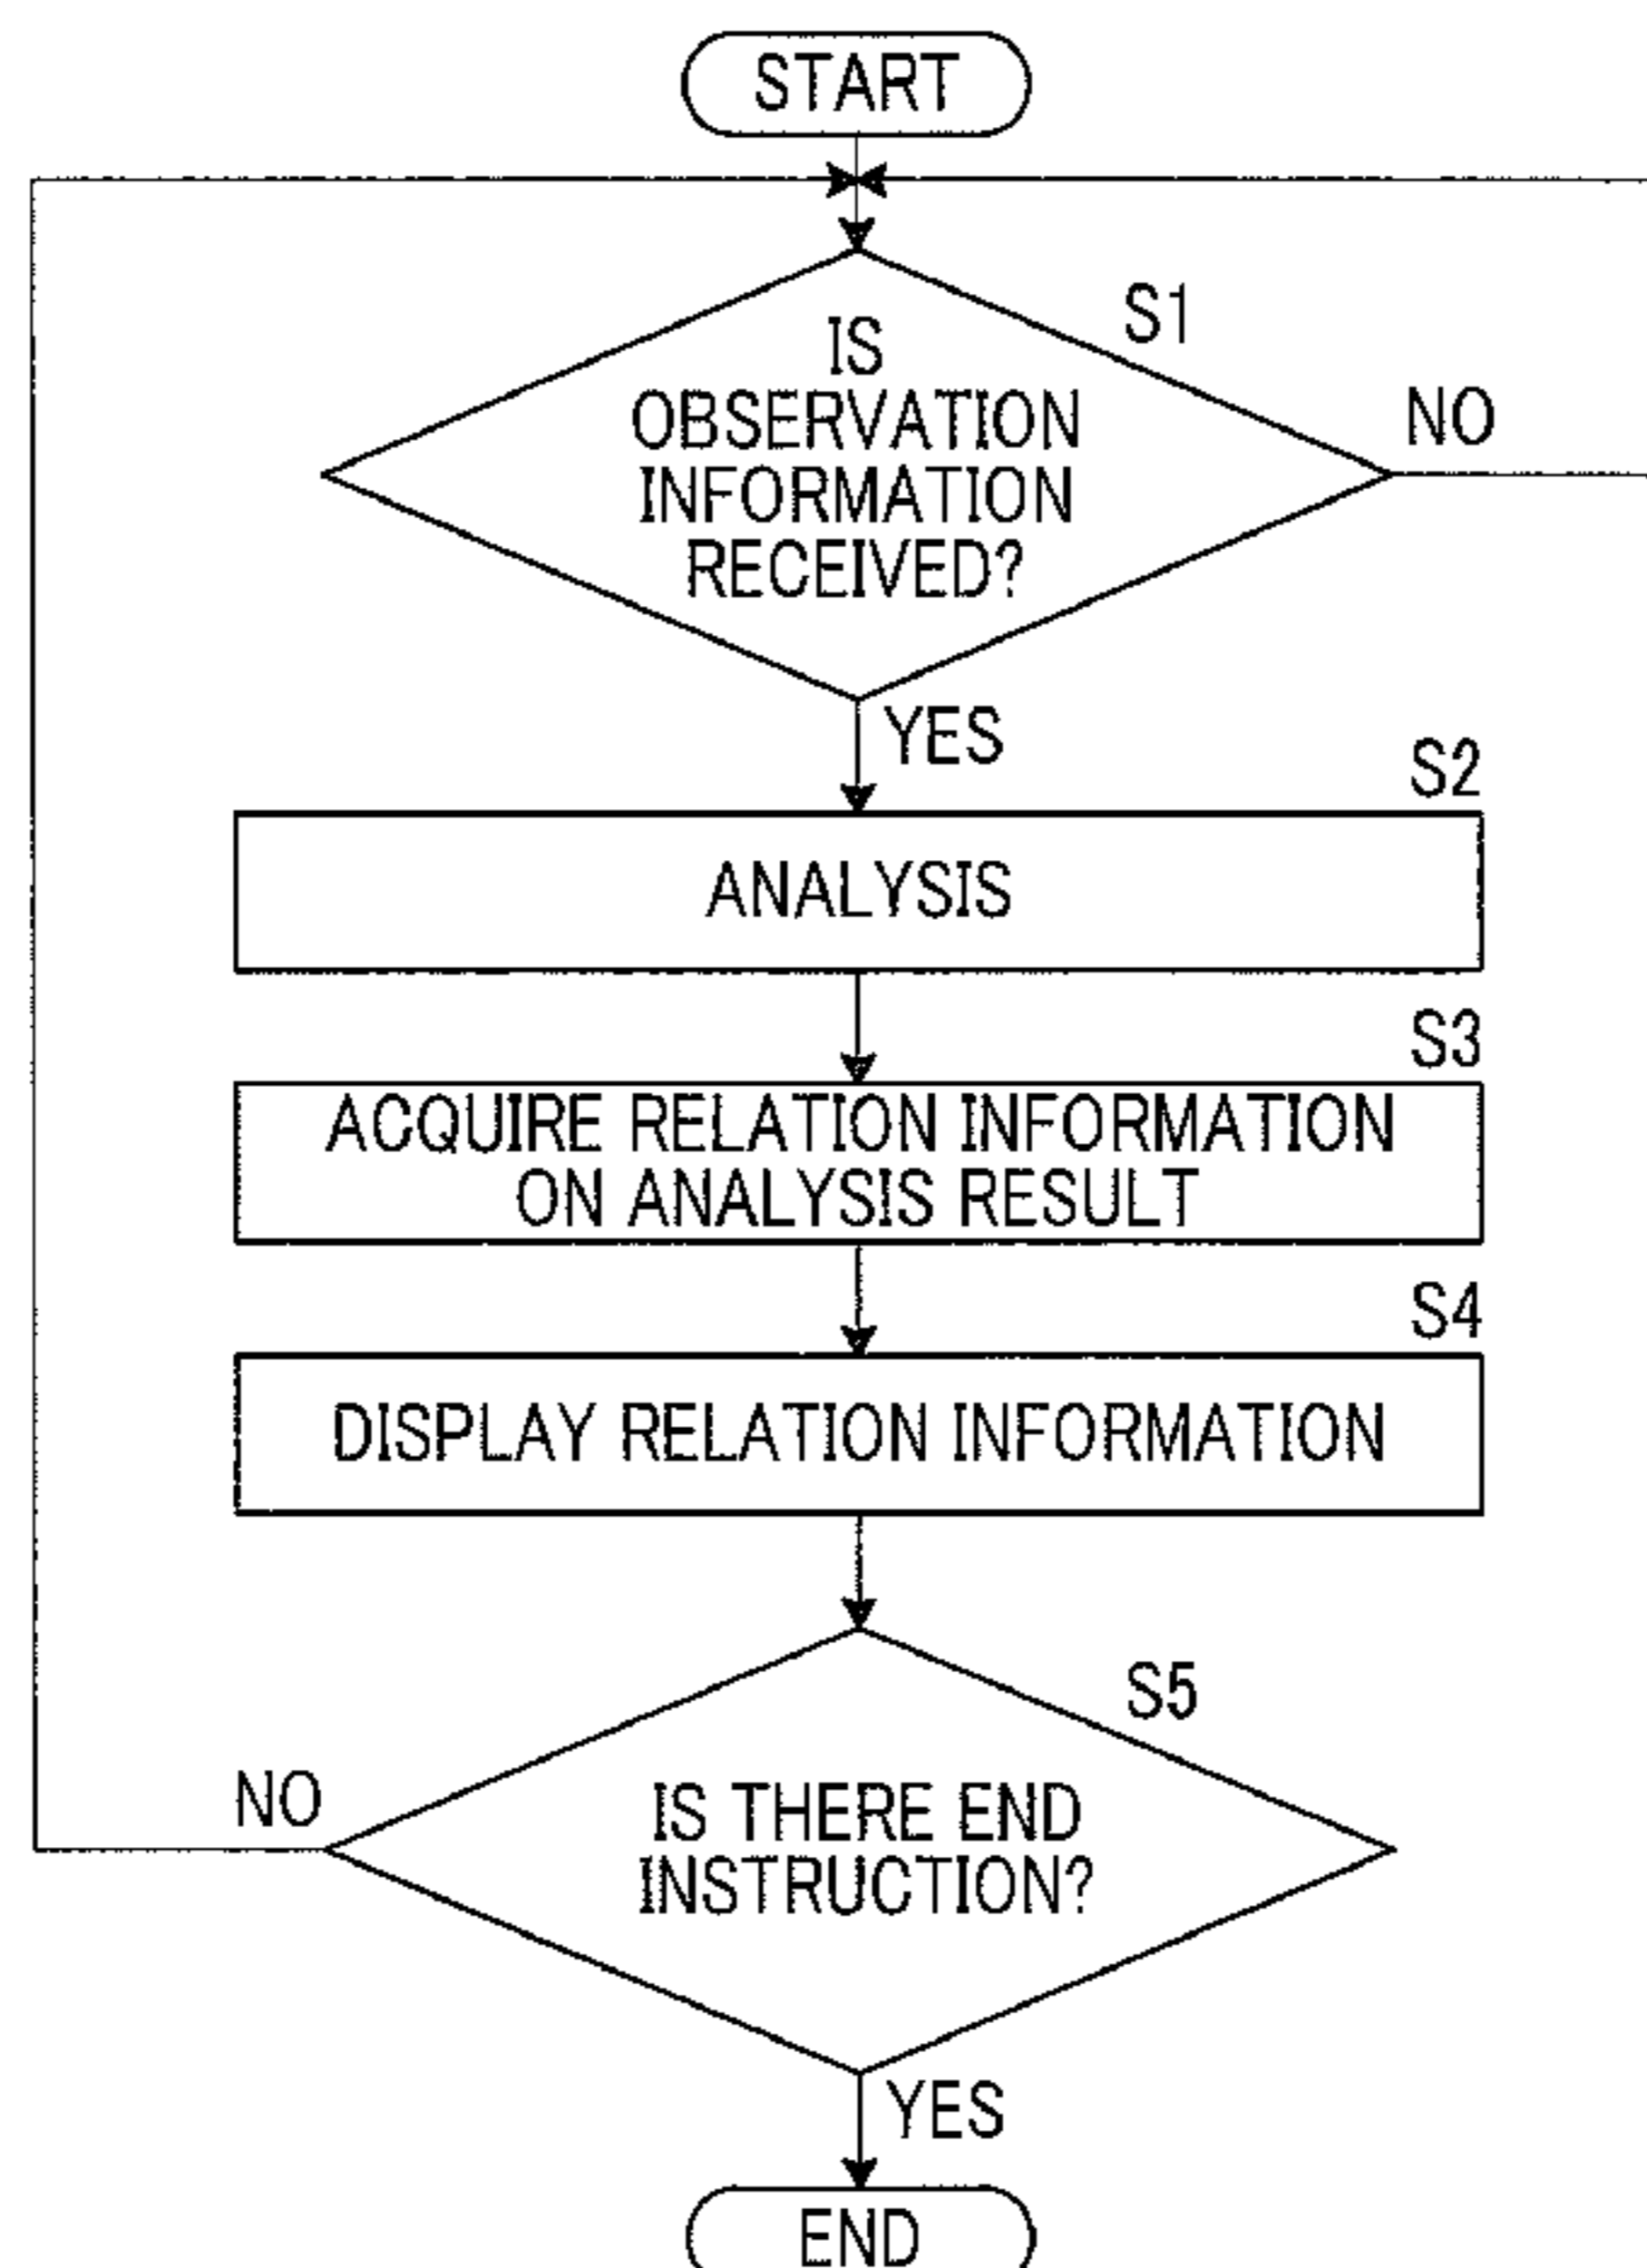 START
S1
IS
OBSERVATION
INFORMATION
RECEIVED?
NO
YES
S2
ANALYSIS
S3
ACQUIRE RELATION INFORMATION
ON ANALYSIS RESULT
S4
DISPLAY RELATION INFORMATION
S5
NO
IS THERE END
INSTRUCTION?
YES
END